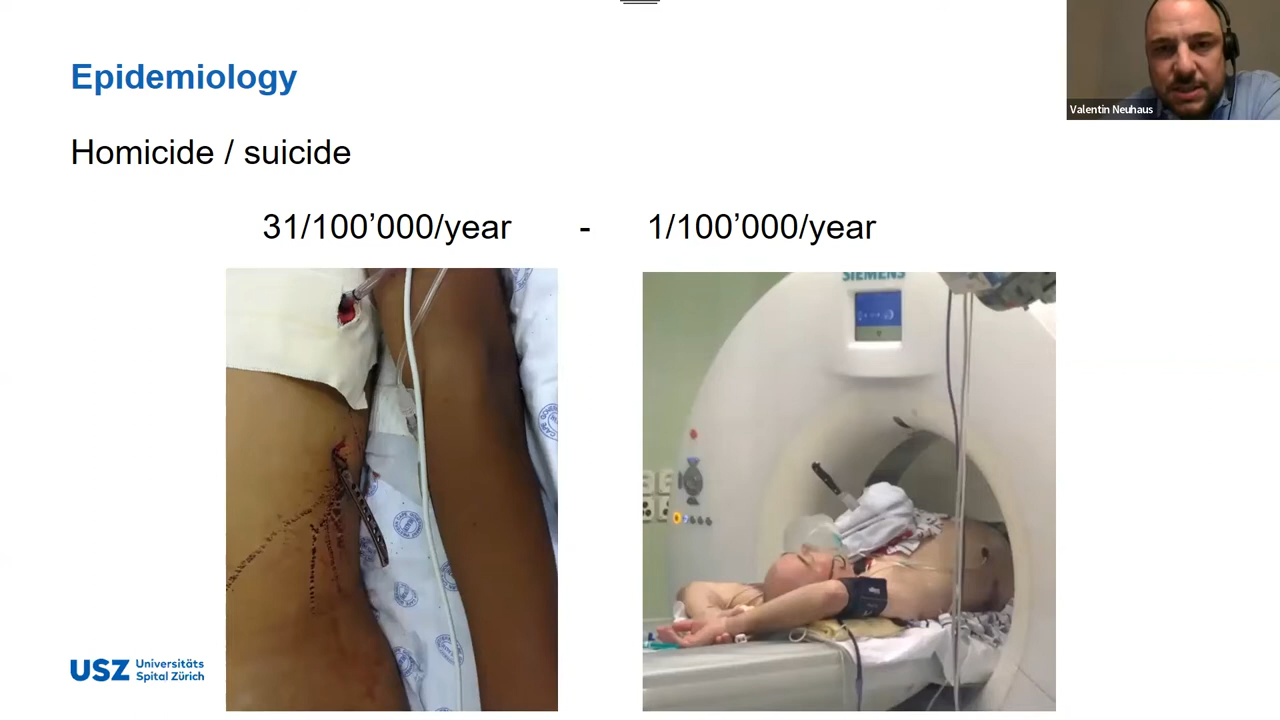 Epidemiology
Valentin Neuhaus
Homicide / suicide
31/100’000/year - 1/100’000/year
SIEMENS
USZ Universitäts
Spital Zürich